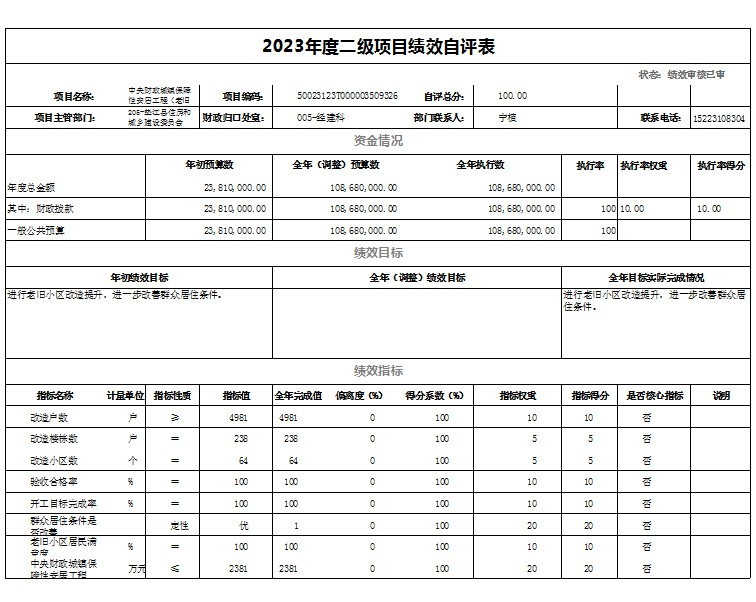 2023年度二级项目绩效自评表
状态：绩效审核已审
项目名称： 中央财政城镇保障性安居工程（老旧 项目编码： 50023123T000003509326 自评总分： 100.00
项目主管部门： 205-垫江县住房和城乡建设委员会 财政归口处室： 005-经建科 部门联系人： 宁植 联系电话： 15223108304
资金情况
年初预算数 全年（调整）预算数 全年执行数 执行率 执行率权重 执行率得分
年度总金额 23,810,000.00 108,680,000.00 108,680,000.00
其中：财政拨款 23,810,000.00 108,680,000.00 108,680,000.00 100 10.00 10.00
一般公共预算 23,810,000.00 108,680,000.00 108,680,000.00 100
绩效目标
年初绩效目标 全年（调整）绩效目标 全年目标实际完成情况
进行老旧小区改造提升，进一步改善群众居住条件。 进行老旧小区改造提升，进一步改善群众居住条件。
绩效指标
指标名称 计量单位 指标性质 指标值 全年完成值 偏离度（%） 得分系数（%） 指标权重 指标得分 是否核心指标 说明
改造户数 户 ≥ 4981 4981 0 100 10 10 否
改造楼栋数 户 ＝ 238 238 0 100 5 5 否
改造小区数 个 ＝ 64 64 0 100 5 5 否
验收合格率 % ＝ 100 100 0 100 10 10 否
开工目标完成率 % ＝ 100 100 0 100 10 10 否
群众居住条件是否改善 定性 优 1 0 100 20 20 否
老旧小区居民满意度 % ＝ 100 100 0 100 10 10 否
中央财政城镇保障性安居工程 万元 ≤ 2381 2381 0 100 20 20 否